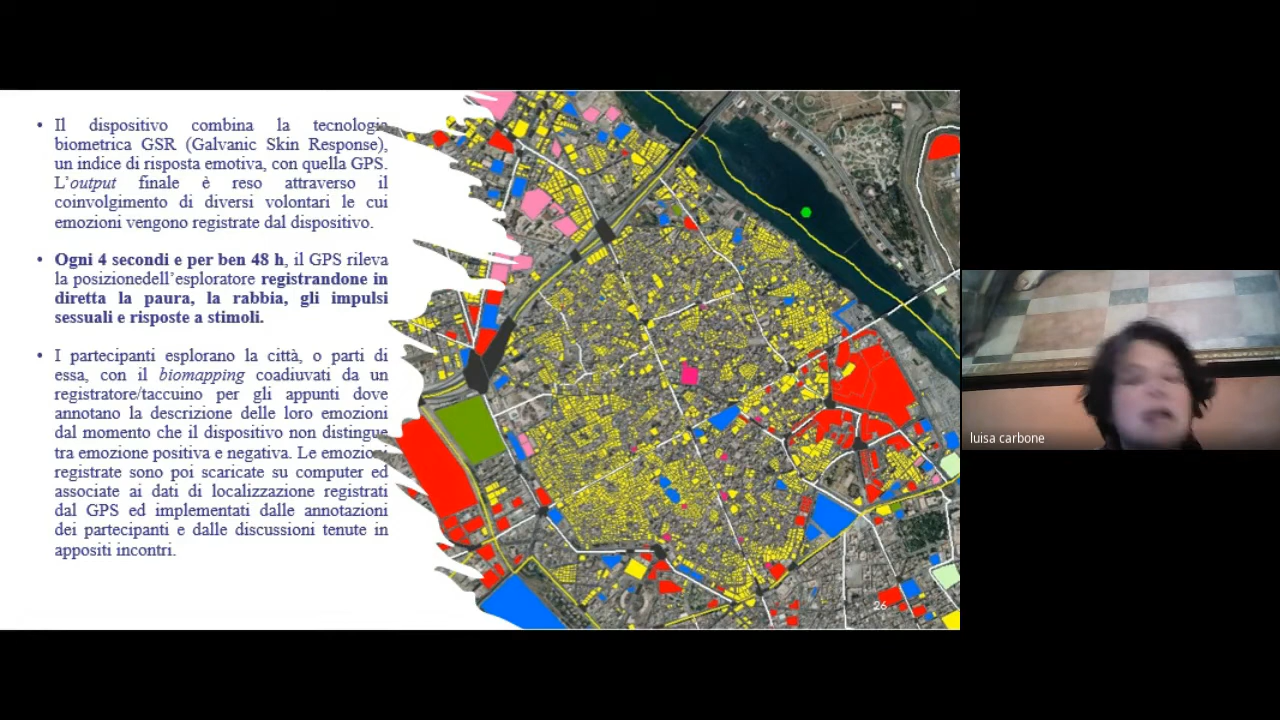 • Il dispositivo combina la tecnologia
biometrica GSR (Galvanic Skin Response),
un indice di risposta emotiva, con quella GPS.
L’output finale è reso attraverso il
coinvolgimento di diversi volontari le cui
emozioni vengono registrate dal dispositivo.
• Ogni 4 secondi e per ben 48 h, il GPS rileva
la posizionedell’esploratore registrandone in
diretta la paura, la rabbia, gli impulsi
sessuali e risposte a stimoli.
• I partecipanti esplorano la città, o parti di
essa, con il biomapping coadiuvati da un
registratore/taccuino per gli appunti dove
annotano la descrizione delle loro emozioni
dal momento che il dispositivo non distingue
tra emozione positiva e negativa. Le emozioni
registrate sono poi scaricate su computer ed
associate ai dati di localizzazione registrati
dal GPS ed implementati dalle annotazioni
dei partecipanti e dalle discussioni tenute in
appositi incontri.
26
luisa carbone